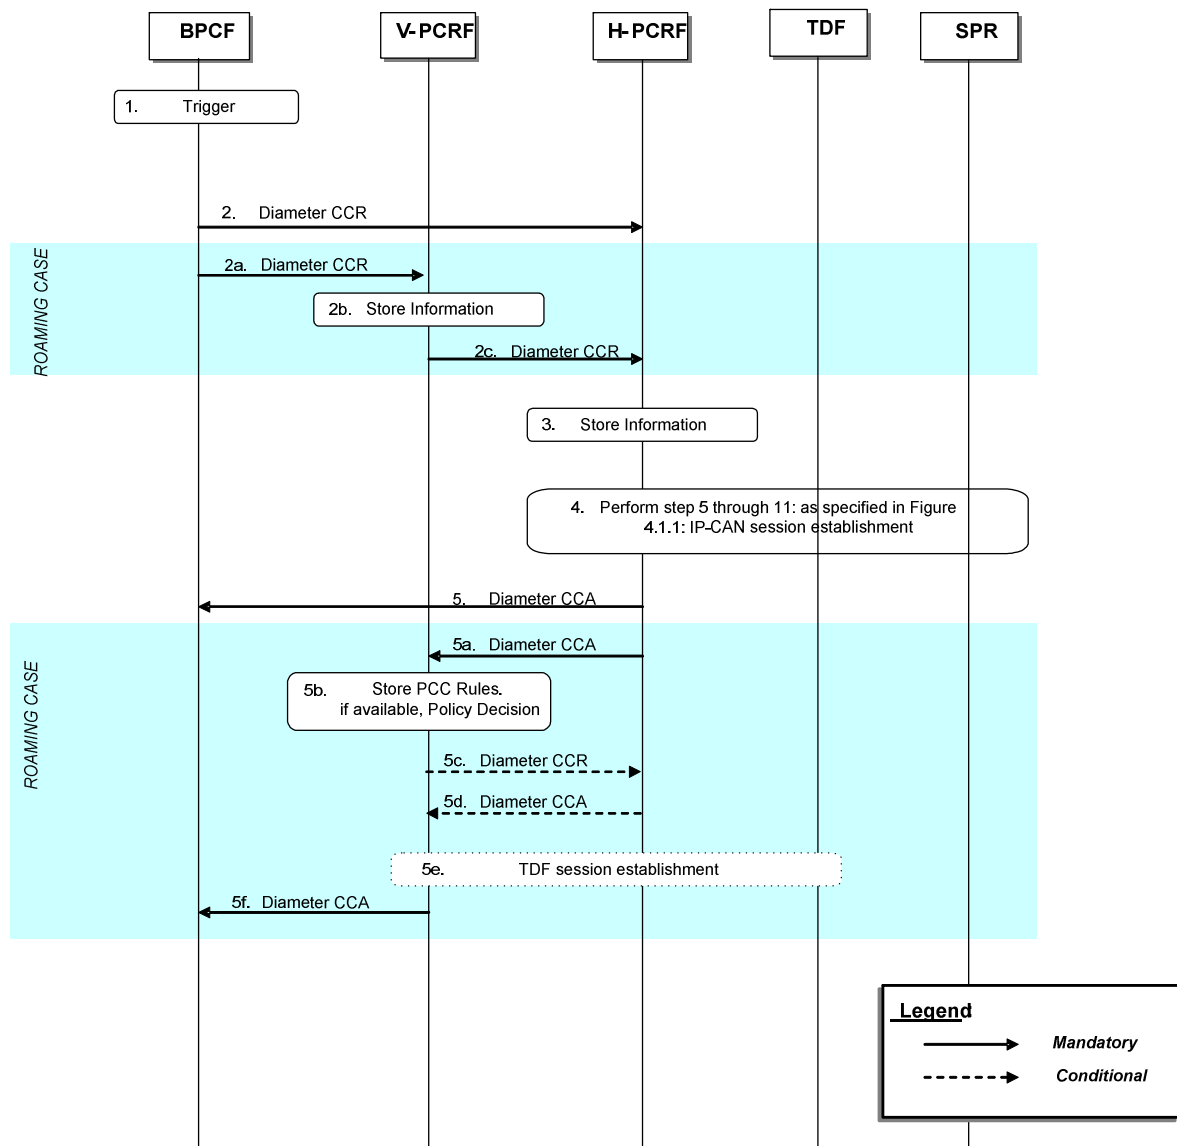 BPCF
V-PCRF
H-PCRF
TDF
SPR
1. Trigger
2. Diameter CCR
ROAMING CASE
2a. Diameter CCR
2b. Store Information
2c. Diameter CCR
3. Store Information
4. Perform step 5 through 11: as specified in Figure
4.1.1: IP-CAN session establishment
5. Diameter CCA
ROAMING CASE
5a. Diameter CCA
5b. Store PCC Rules.
if available, Policy Decision
5c. Diameter CCR
5d. Diameter CCA
5e. TDF session establishment
5f. Diameter CCA
Legend:
Mandatory
Conditional